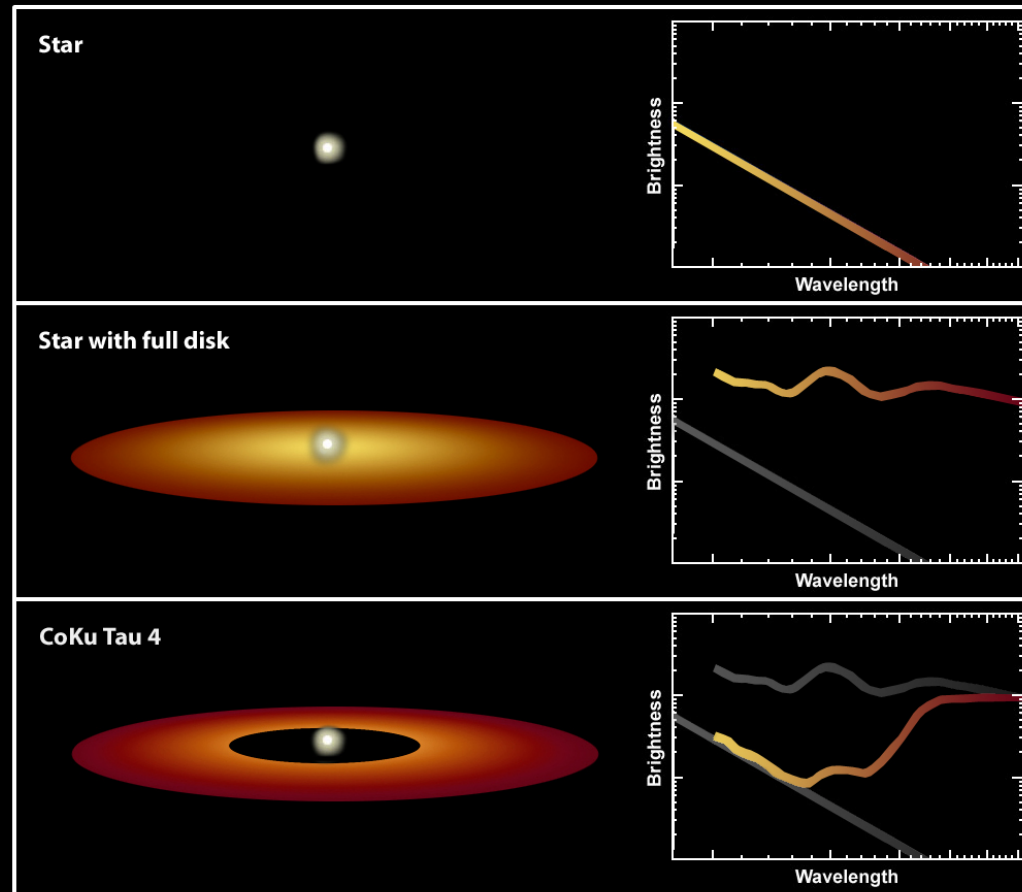 Star
Brightness
Wavelength
Star with full disk
Brightness
Wavelength
CoKu Tau 4
Brightness
Wavelength